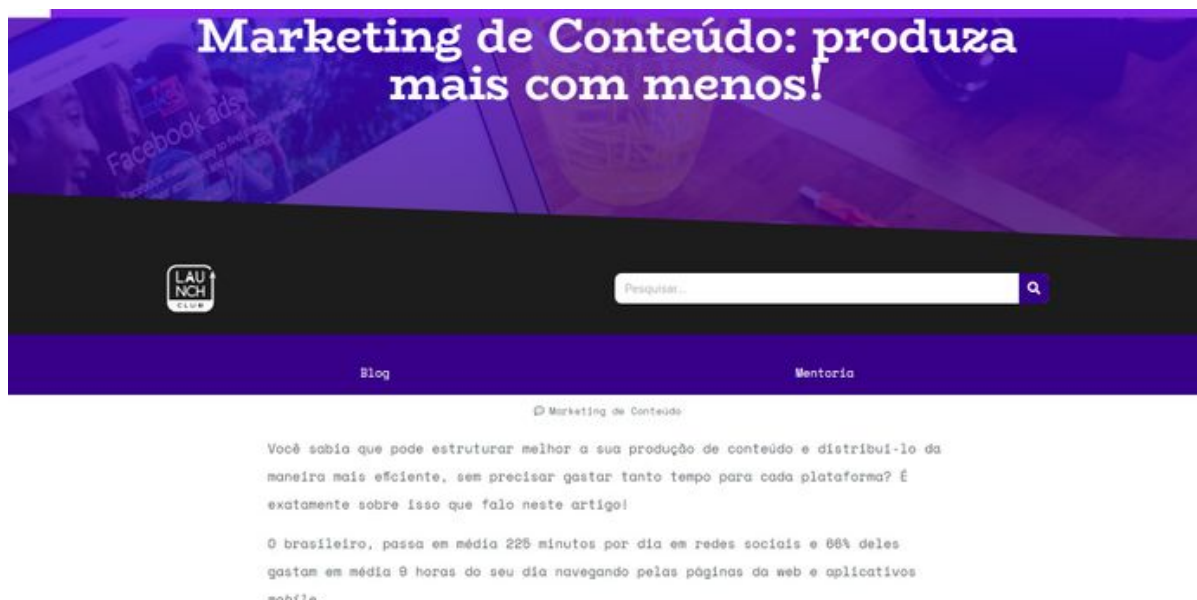 Marketing de Conteúdo: produza
mais com menos!
Facebook ads
LAU
NCH
CLUB
Pesquisar...
Blog
Mentoria
Marketing de Conteúdo
Você sabia que pode estruturar melhor a sua produção de conteúdo e distribuí-lo da
maneira mais eficiente, sem precisar gastar tanto tempo para cada plataforma? É
exatamente sobre isso que falo neste artigo!
O brasileiro, passa em média 225 minutos por dia em redes sociais e 66% deles
gastam em média 9 horas do seu dia navegando pelas páginas da web e aplicativos
mobile